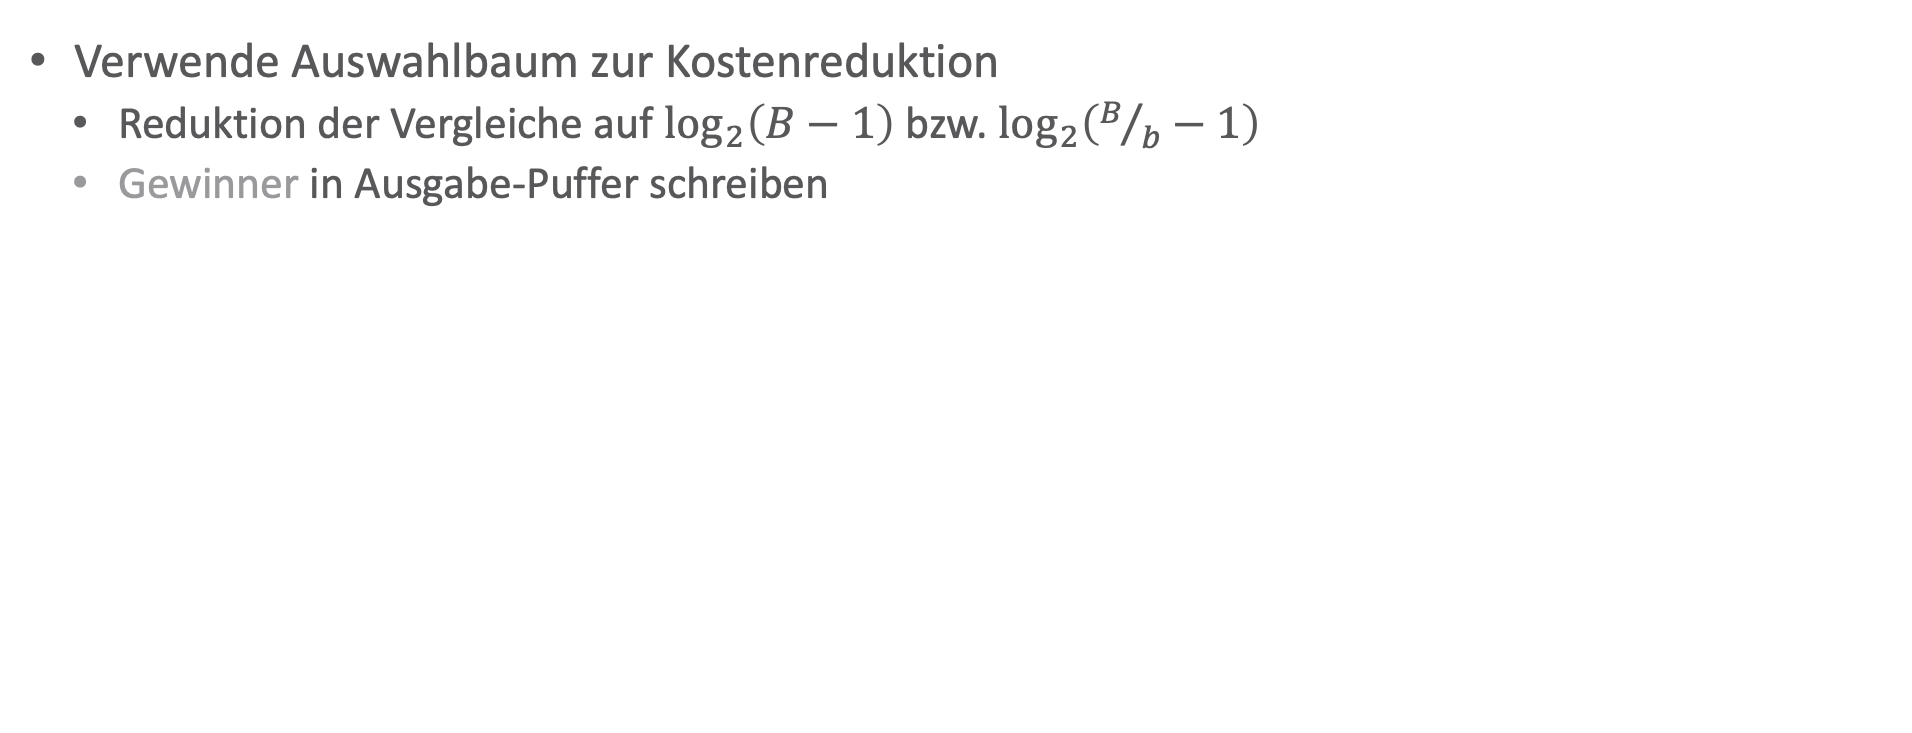 • Verwende Auswahlbaum zur Kostenreduktion
• Reduktion der Vergleiche auf log₂(B − 1) bzw. log₂(B/b − 1)
• Gewinner in Ausgabe-Puffer schreiben